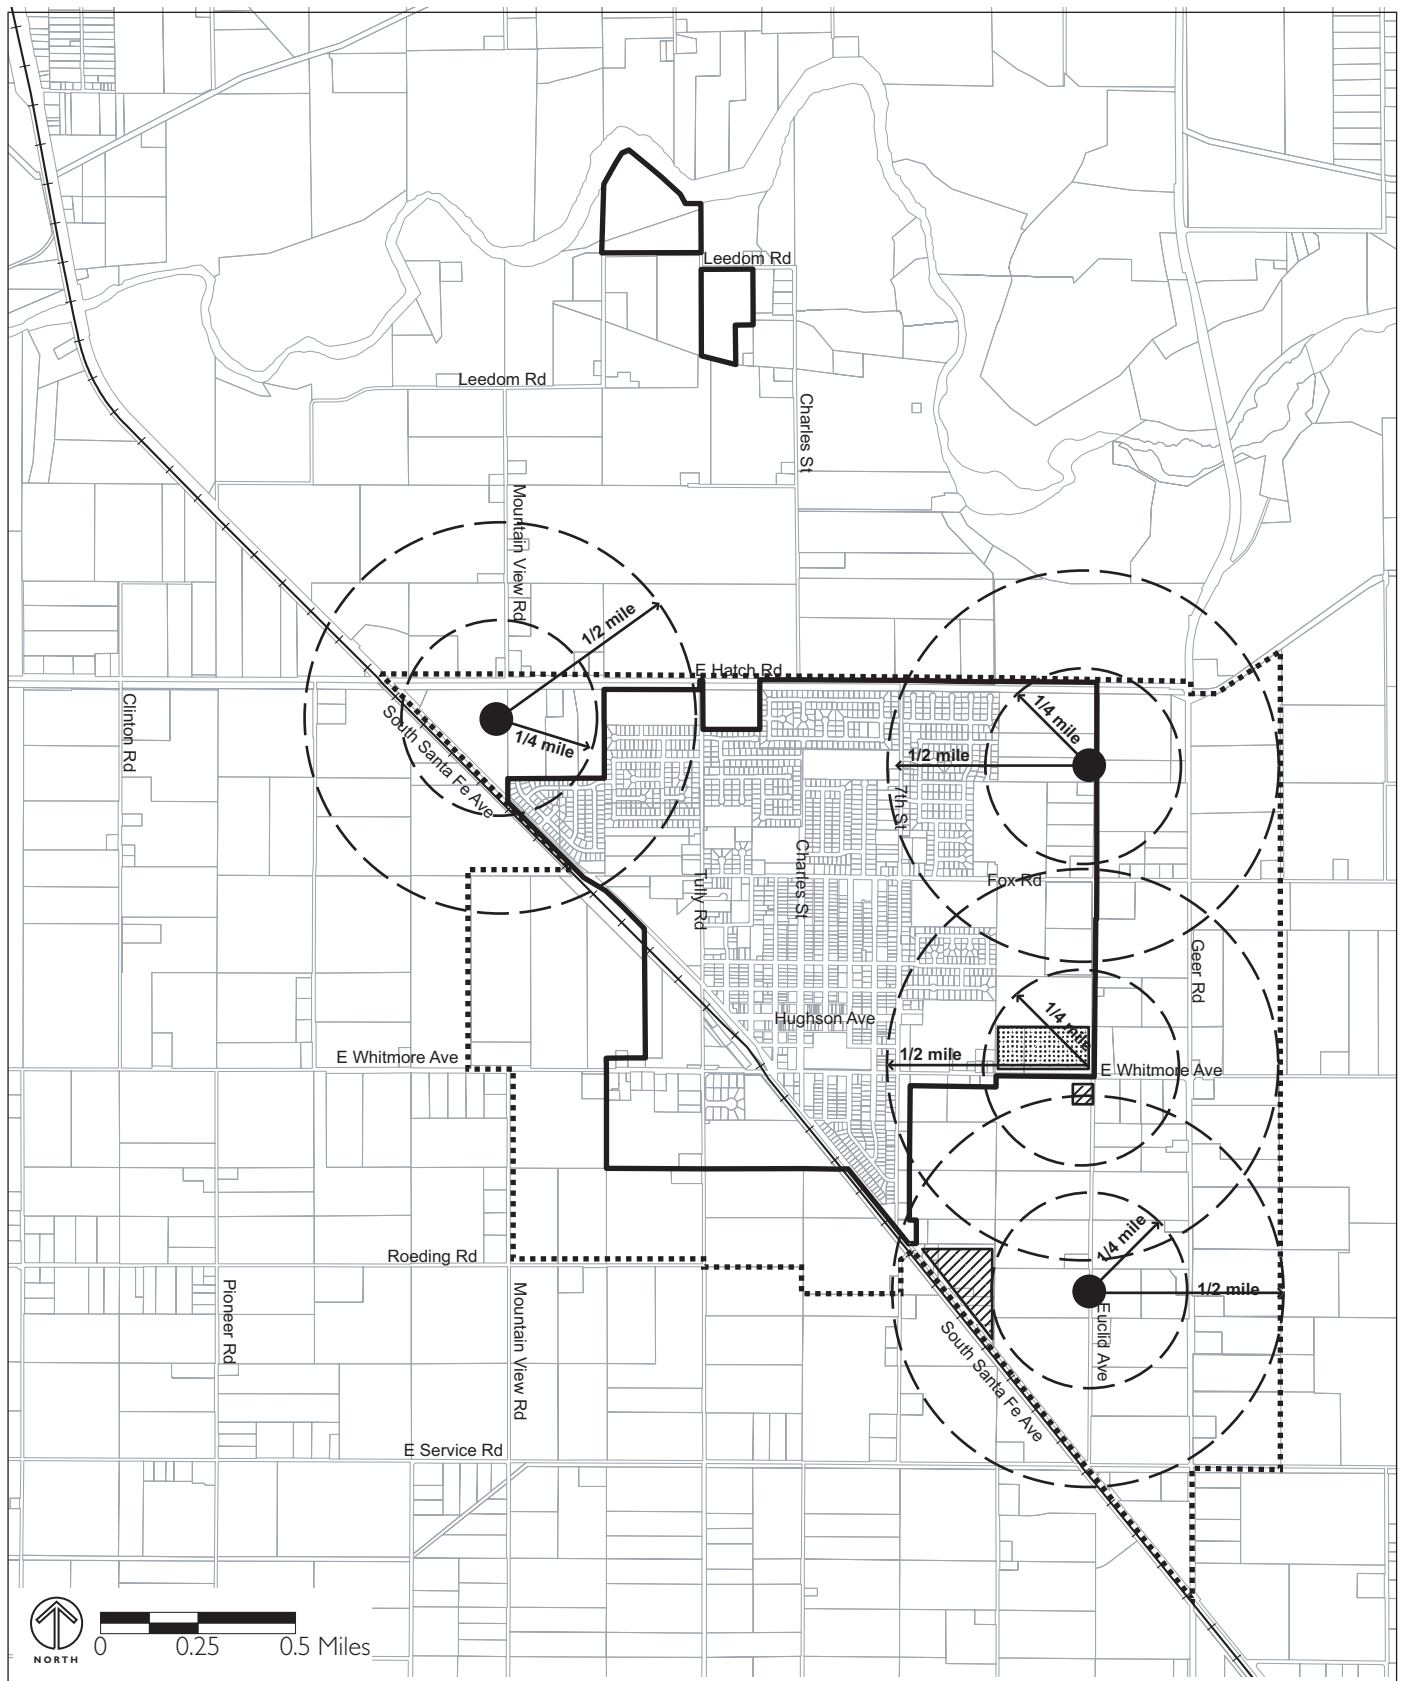 Leedom Rd
Leedom Rd
Charles St
Mountain View Rd
1/2 mile
E Hatch Rd
Clinton Rd
South Santa Fe Ave
1/4 mile
1/4 mile
1/2 mile
7th St
Charles St
Tully Rd
Fox Rd
Geer Rd
Hughson Ave
1/4 mile
E Whitmore Ave
1/2 mile
E Whitmore Ave
1/4 mile
Roeding Rd
Pioneer Rd
Mountain View Rd
1/2 mile
Euclid Ave
South Santa Fe Ave
E Service Rd
NORTH
0 0.25 0.5 Miles